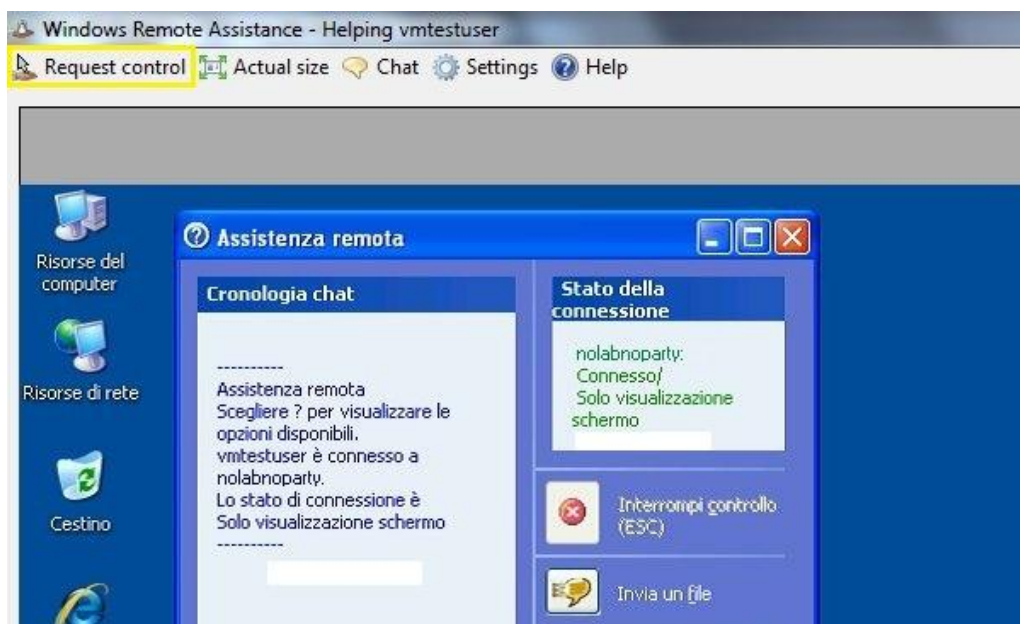 Windows Remote Assistance - Helping vmtestuser
Request control Actual size Chat Settings Help
Risorse del
computer
Risorse di rete
Cestino
Assistenza remota
Cronologia chat
----------
Assistenza remota
Scegliere ? per visualizzare le
opzioni disponibili.
vmtestuser è connesso a
nolabnoparty.
Lo stato di connessione è
Solo visualizzazione schermo
----------
Stato della
connessione
nolabnoparty:
Connesso/
Solo visualizzazione
schermo
Interrompi controllo
(ESC)
Invia un file